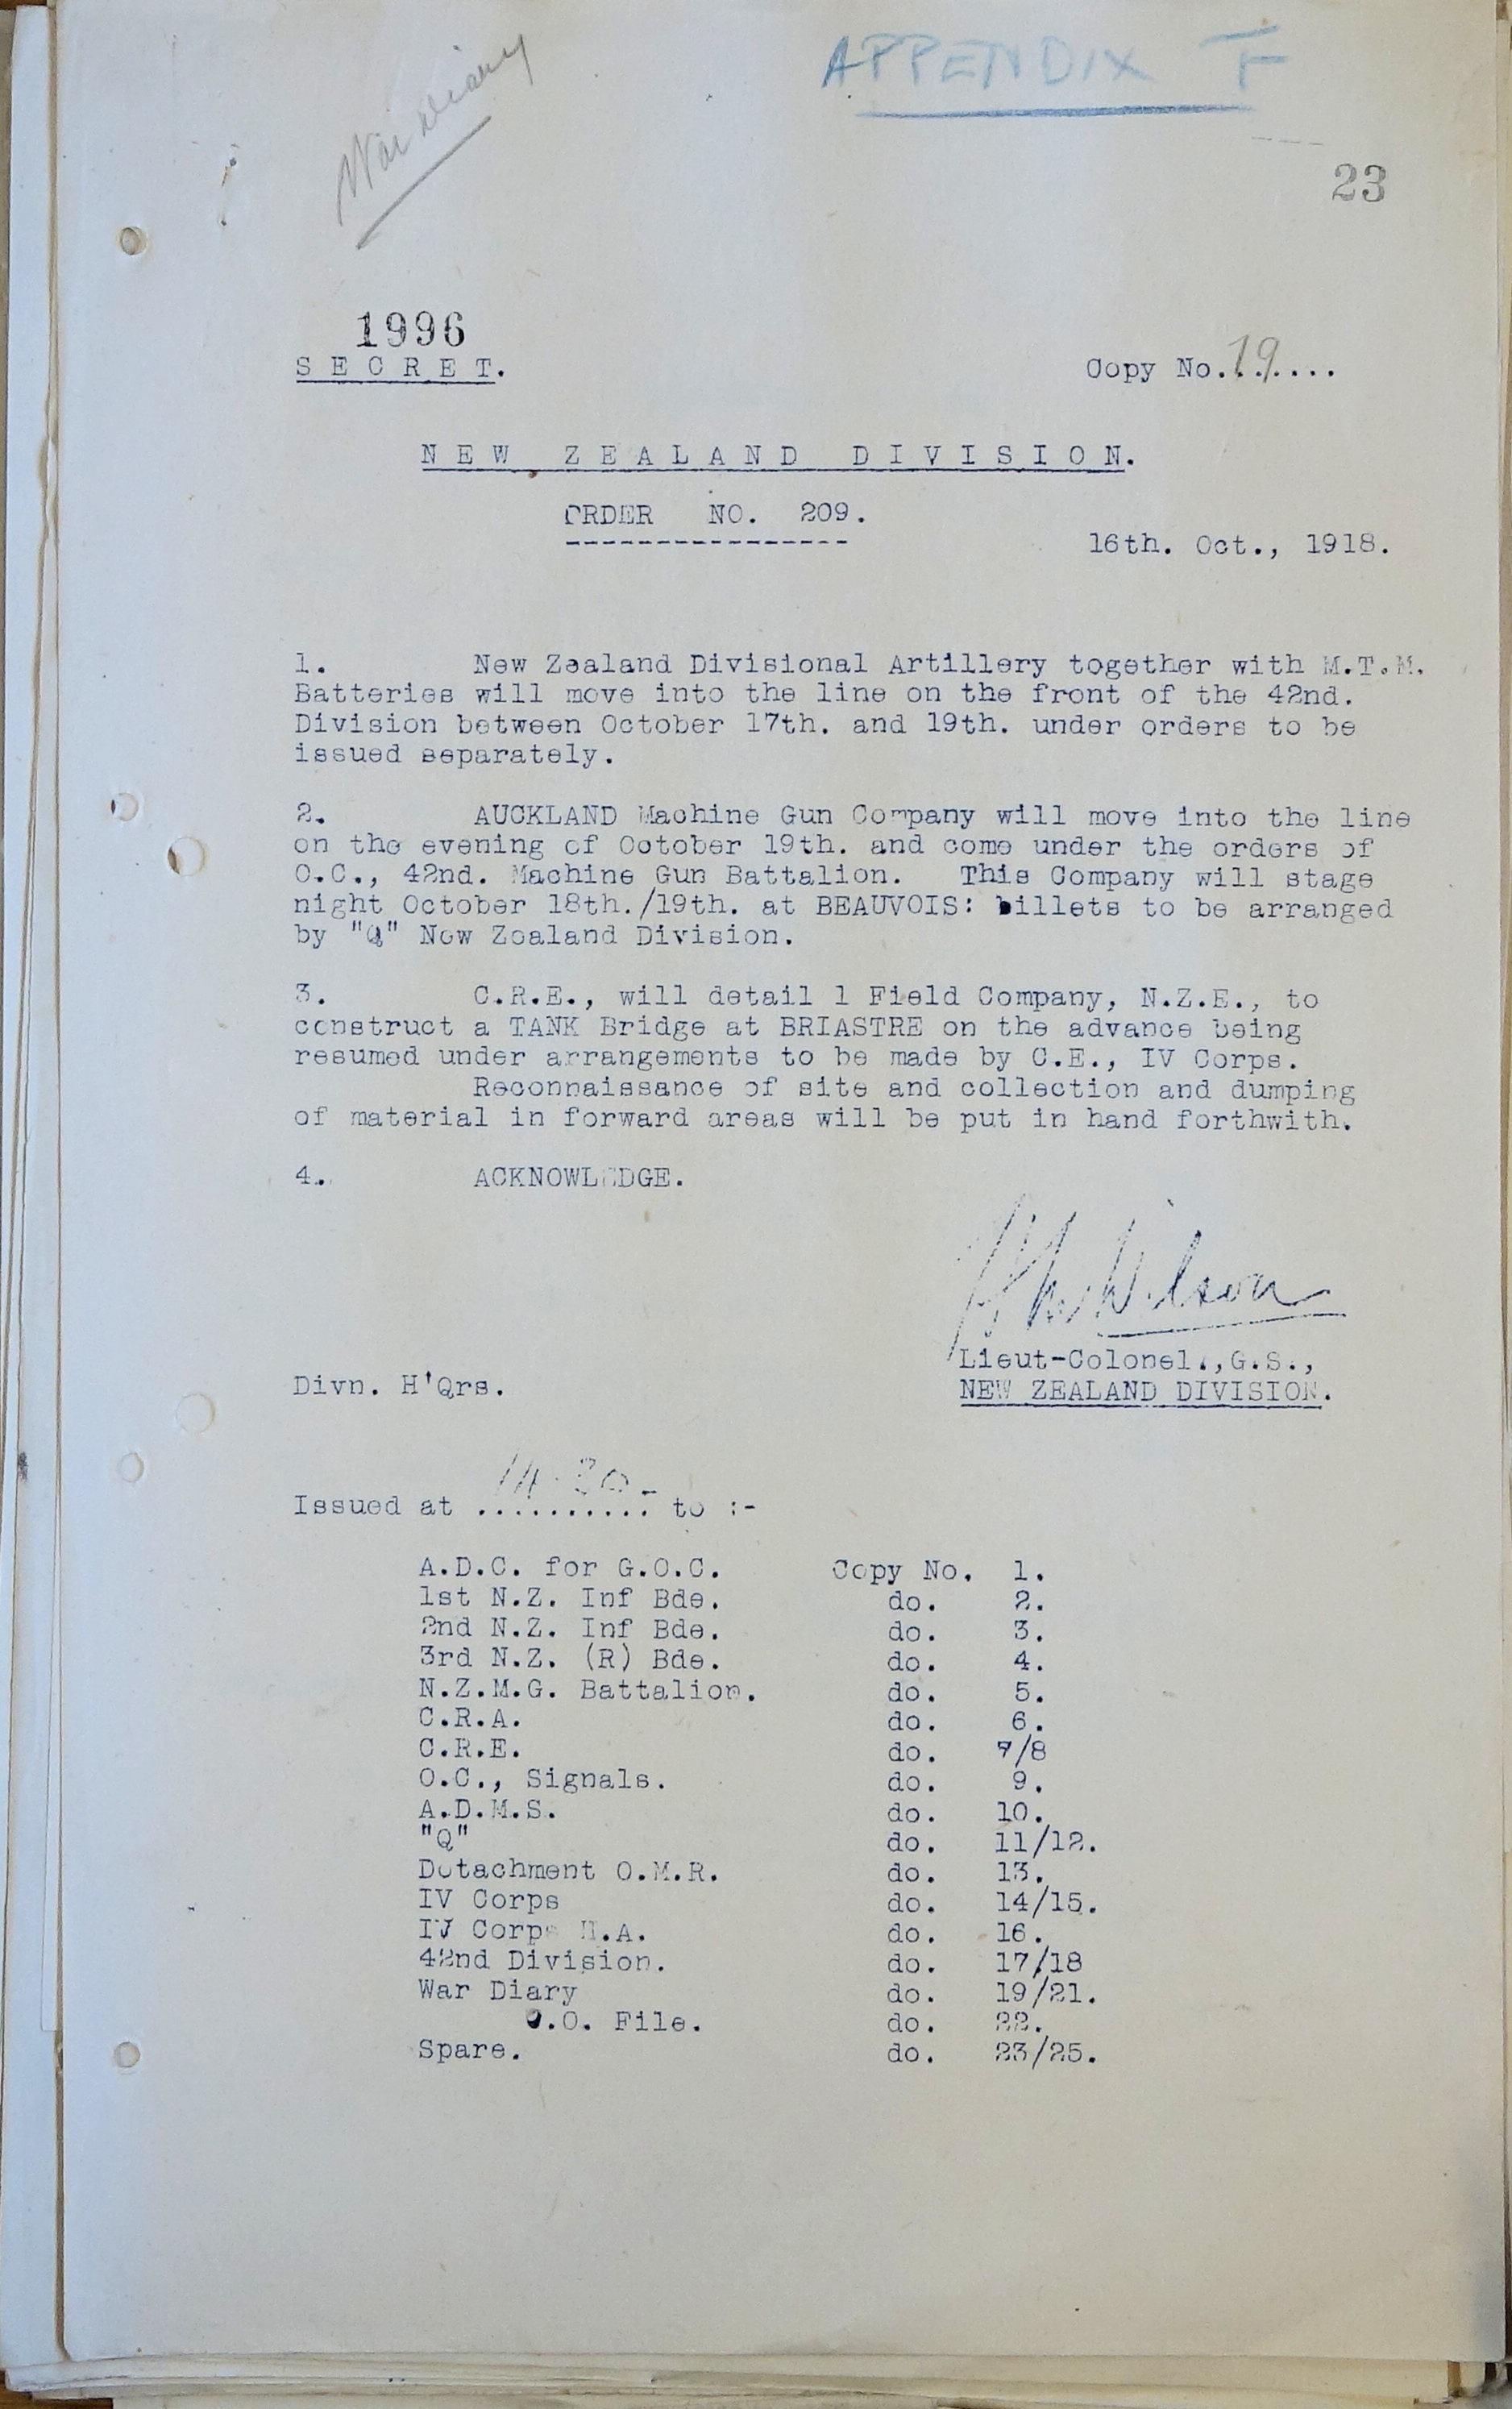 War Diary
APPENDIX F
23
1996
SECRET.
Copy No. 19....
NEW ZEALAND DIVISION.
ORDER NO. 209.
----------------
16th. Oct., 1918.
1. New Zealand Divisional Artillery together with M.T.M.
Batteries will move into the line on the front of the 42nd.
Division between October 17th. and 19th. under orders to be
issued separately.
2. AUCKLAND Machine Gun Company will move into the line
on the evening of October 19th. and come under the orders of
O.C., 42nd. Machine Gun Battalion. This Company will stage
night October 18th./19th. at BEAUVOIS: billets to be arranged
by "Q" New Zealand Division.
3. C.R.E., will detail 1 Field Company, N.Z.E., to
construct a TANK Bridge at BRIASTRE on the advance being
resumed under arrangements to be made by C.E., IV Corps.
Reconnaissance of site and collection and dumping
of material in forward areas will be put in hand forthwith.
4. ACKNOWLEDGE.
Wilson
Lieut-Colonel.,G.S.,
Divn. H'Qrs.
NEW ZEALAND DIVISION.
Issued at 14.30 to :-
A.D.C. for G.O.C. Copy No. 1.
1st N.Z. Inf Bde. do. 2.
2nd N.Z. Inf Bde. do. 3.
3rd N.Z. (R) Bde. do. 4.
N.Z.M.G. Battalion. do. 5.
C.R.A. do. 6.
C.R.E. do. 7/8
O.C., Signals. do. 9.
A.D.M.S. do. 10.
"Q" do. 11/12.
Detachment O.M.R. do. 13.
IV Corps do. 14/15.
IV Corps H.A. do. 16.
42nd Division. do. 17/18
War Diary do. 19/21.
O.O. File. do. 22.
Spare. do. 23/25.